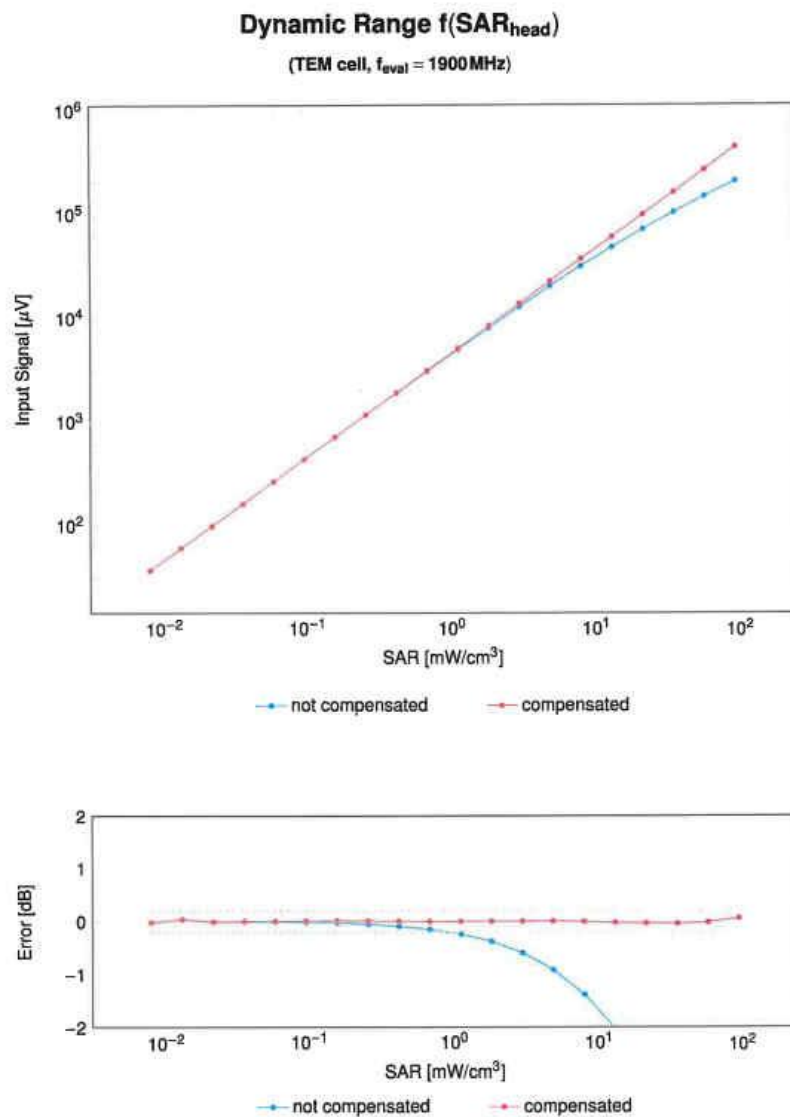 Dynamic Range f(SAR_head)
(TEM cell, f_eval = 1900 MHz)
10^6
10^5
10^4
10^3
10^2
Input Signal [μV]
10^−2 10^−1 10^0 10^1 10^2
SAR [mW/cm^3]
not compensated compensated
2
1
0
−1
−2
Error [dB]
10^−2 10^−1 10^0 10^1 10^2
SAR [mW/cm^3]
not compensated compensated